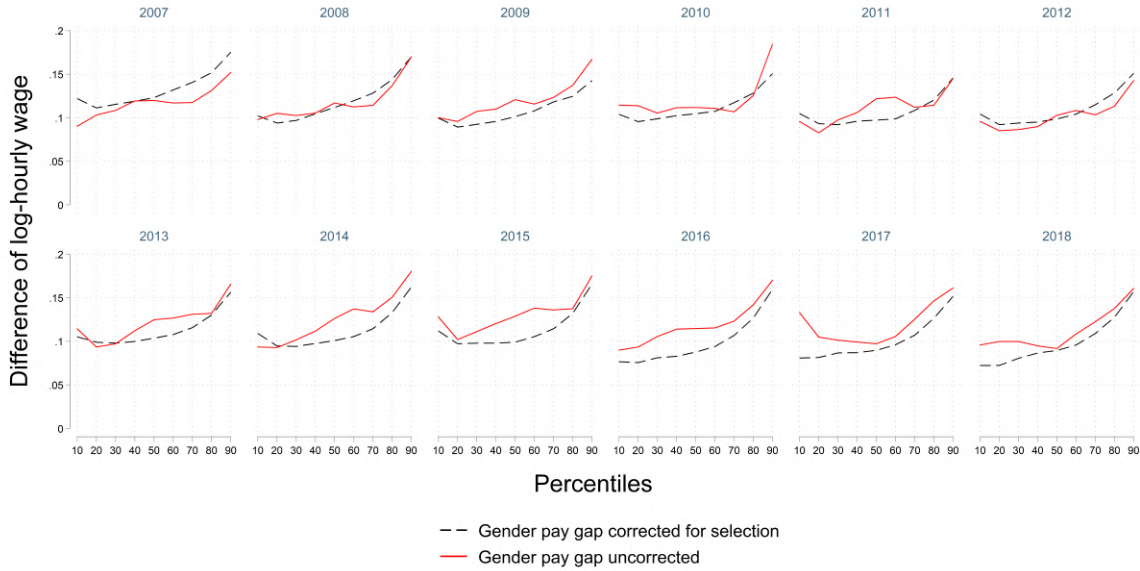 2007 2008 2009 2010 2011 2012
.2
.15
.1
.05
0
2013 2014 2015 2016 2017 2018
.2
.15
.1
.05
0
Difference of log-hourly wage
10 20 30 40 50 60 70 80 90 10 20 30 40 50 60 70 80 90 10 20 30 40 50 60 70 80 90 10 20 30 40 50 60 70 80 90 10 20 30 40 50 60 70 80 90 10 20 30 40 50 60 70 80 90
Percentiles
Gender pay gap corrected for selection
Gender pay gap uncorrected